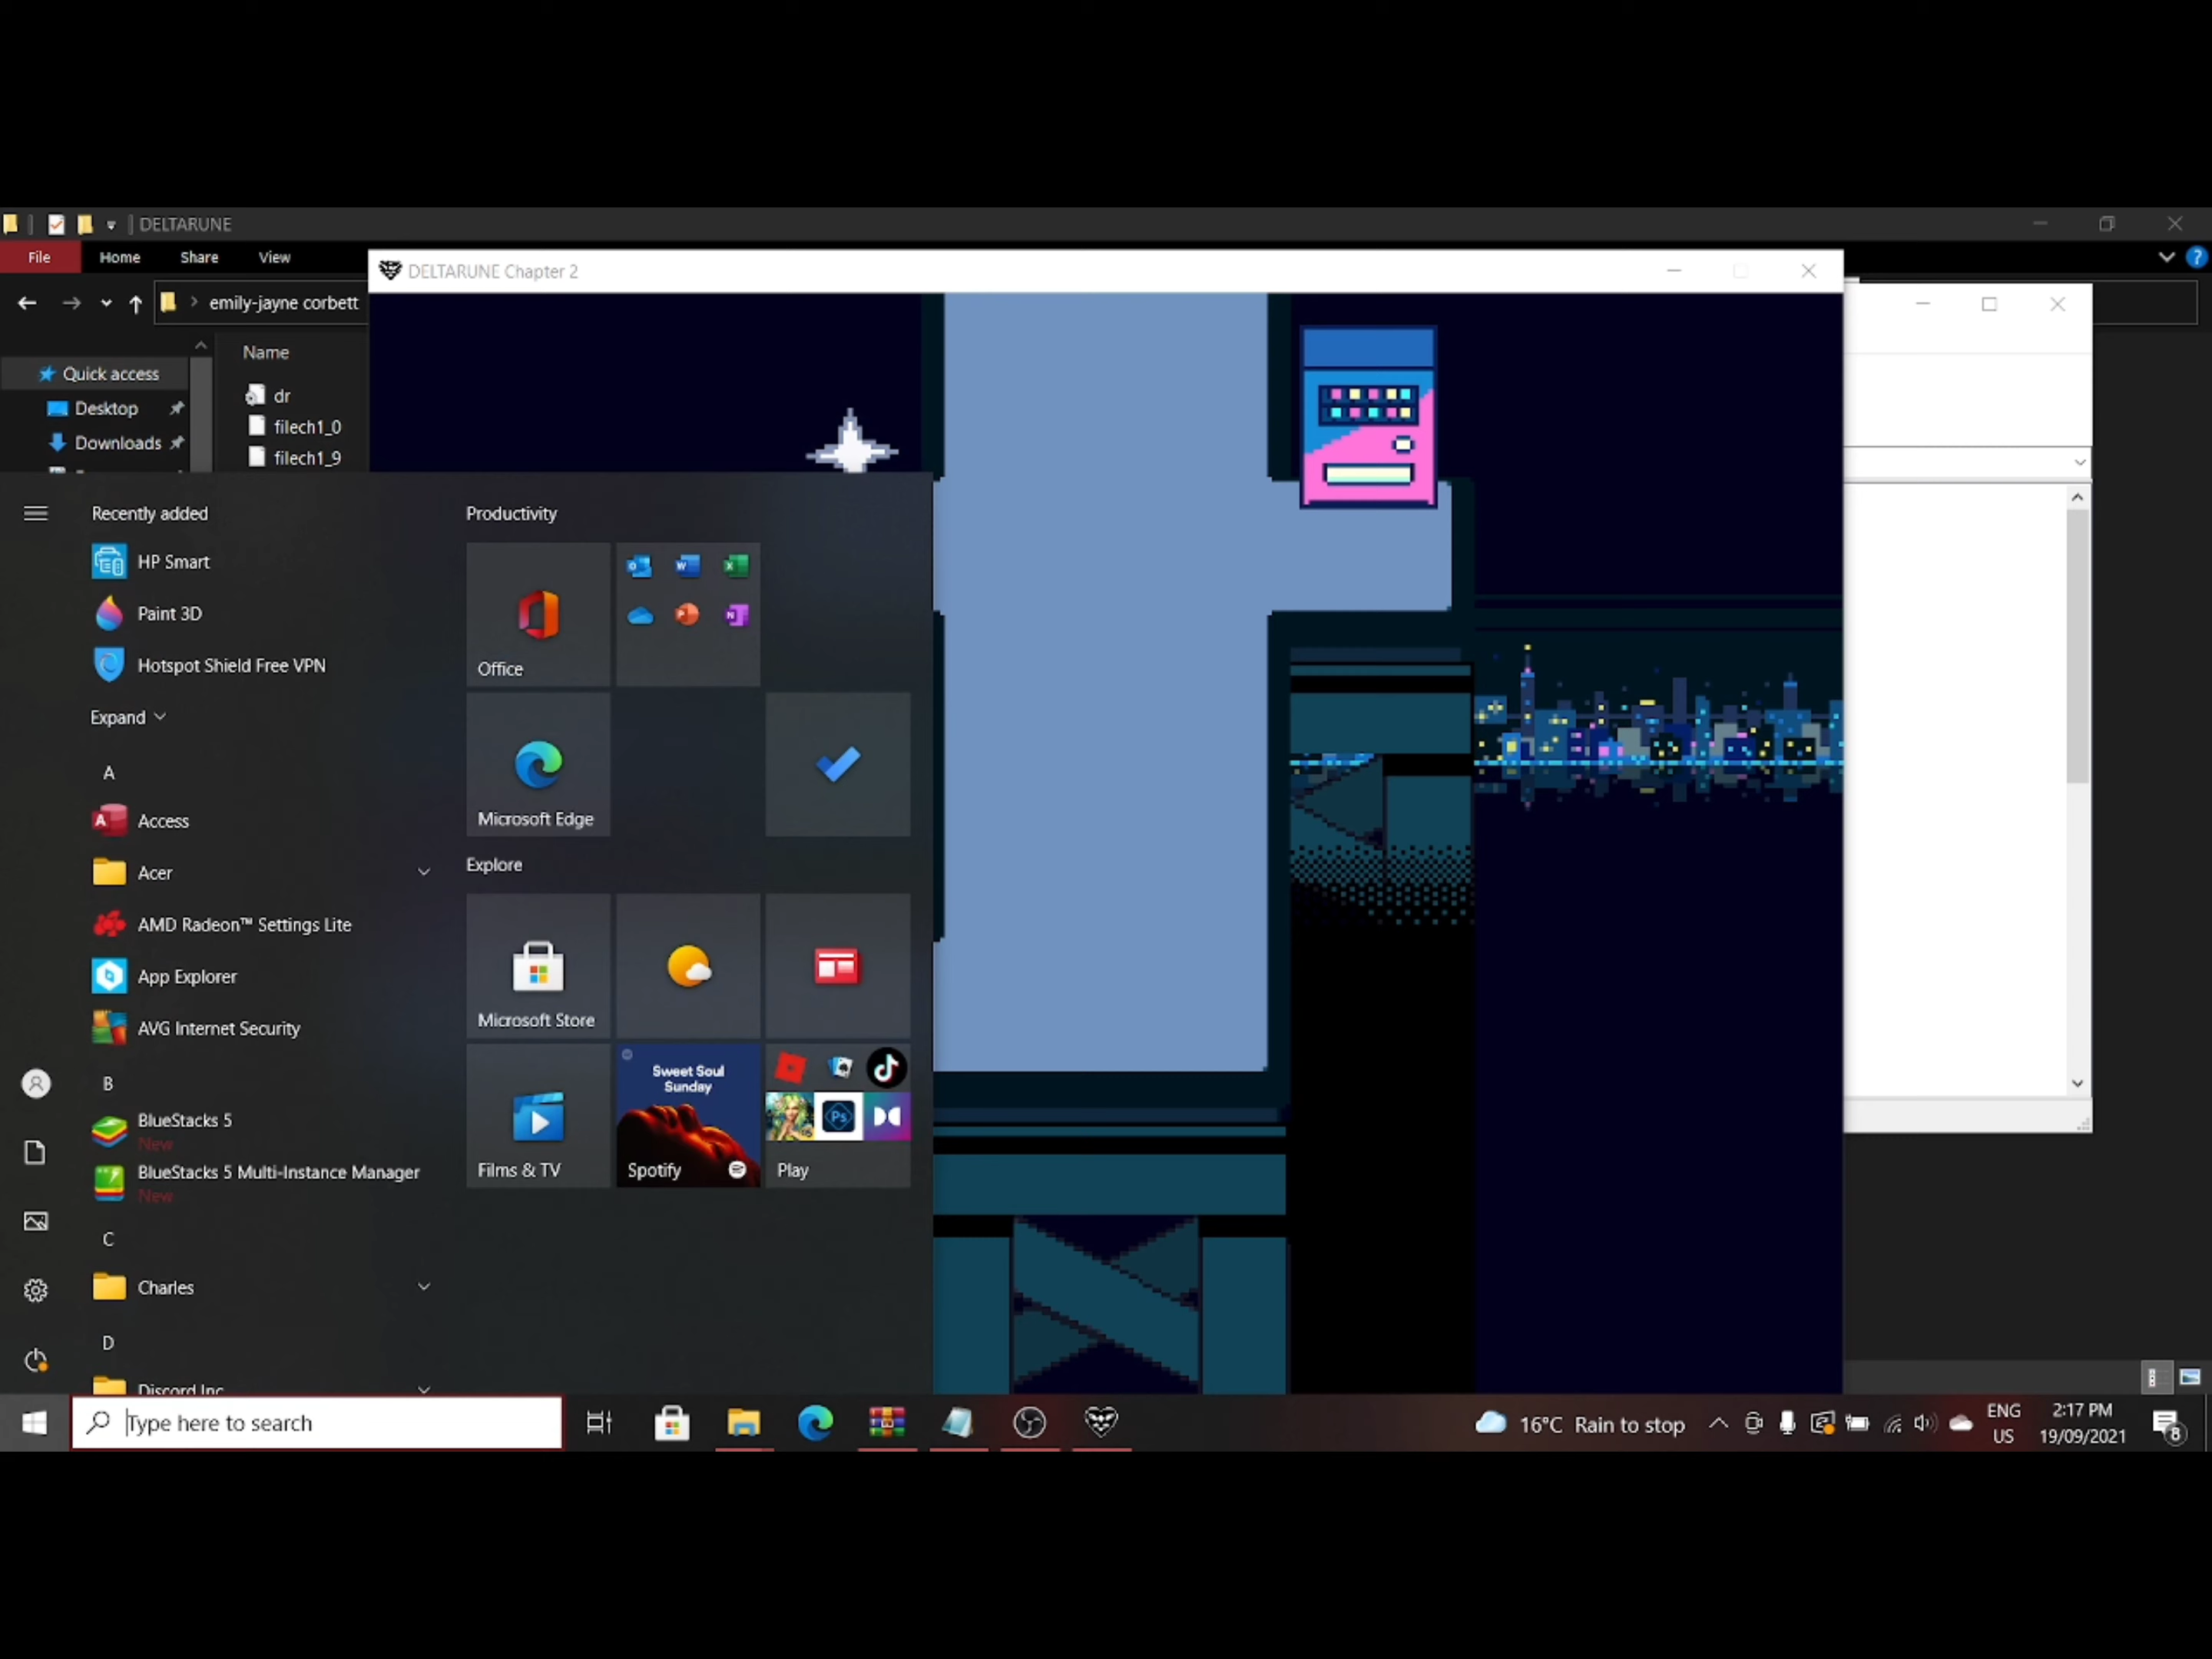 DELTARUNE
File Home Share View
DELTARUNE Chapter 2
emily-jayne corbett
Name
Quick access
dr
Desktop
filech1_0
Downloads
filech1_9
Recently added
Productivity
HP Smart
Paint 3D
Office
Hotspot Shield Free VPN
Expand
A
Microsoft Edge
Access
Explore
Acer
AMD Radeon™ Settings Lite
App Explorer
Microsoft Store
AVG Internet Security
Sweet Soul
Sunday
B
Ps
BlueStacks 5
New
Films & TV
Spotify
Play
BlueStacks 5 Multi-Instance Manager
New
C
Charles
D
Discord Inc
Type here to search
16°C Rain to stop
ENG
US
2:17 PM
19/09/2021
8